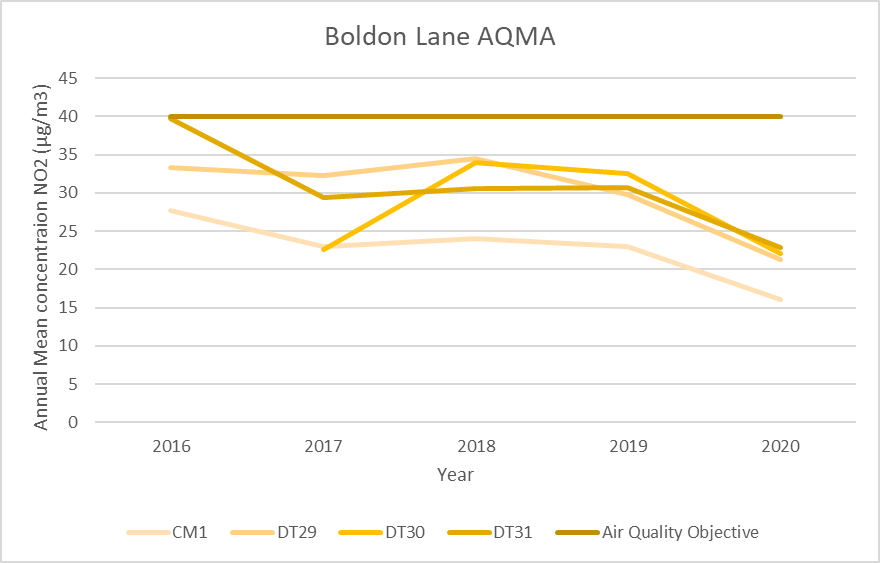 Boldon Lane AQMA
Annual Mean concentraion NO2 (µg/m3)
45
40
35
30
25
20
15
10
5
0
2016 2017 2018 2019 2020
Year
CM1 DT29 DT30 DT31 Air Quality Objective